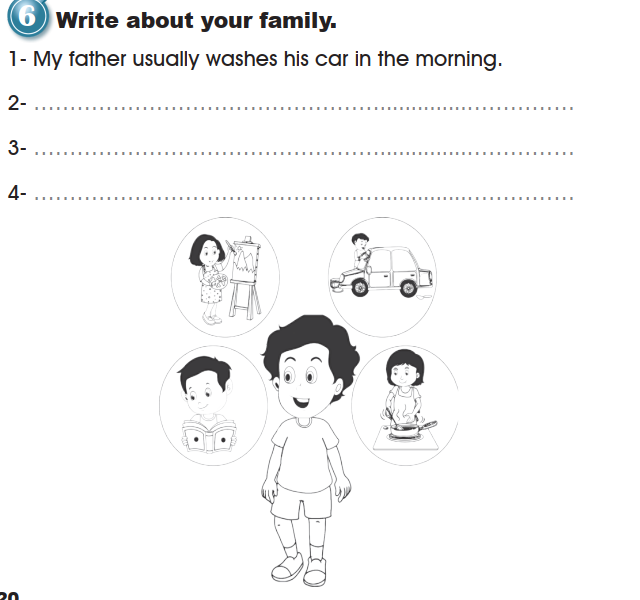 6 Write about your family.
1- My father usually washes his car in the morning.
2- ........................................................................
3- ........................................................................
4- ........................................................................